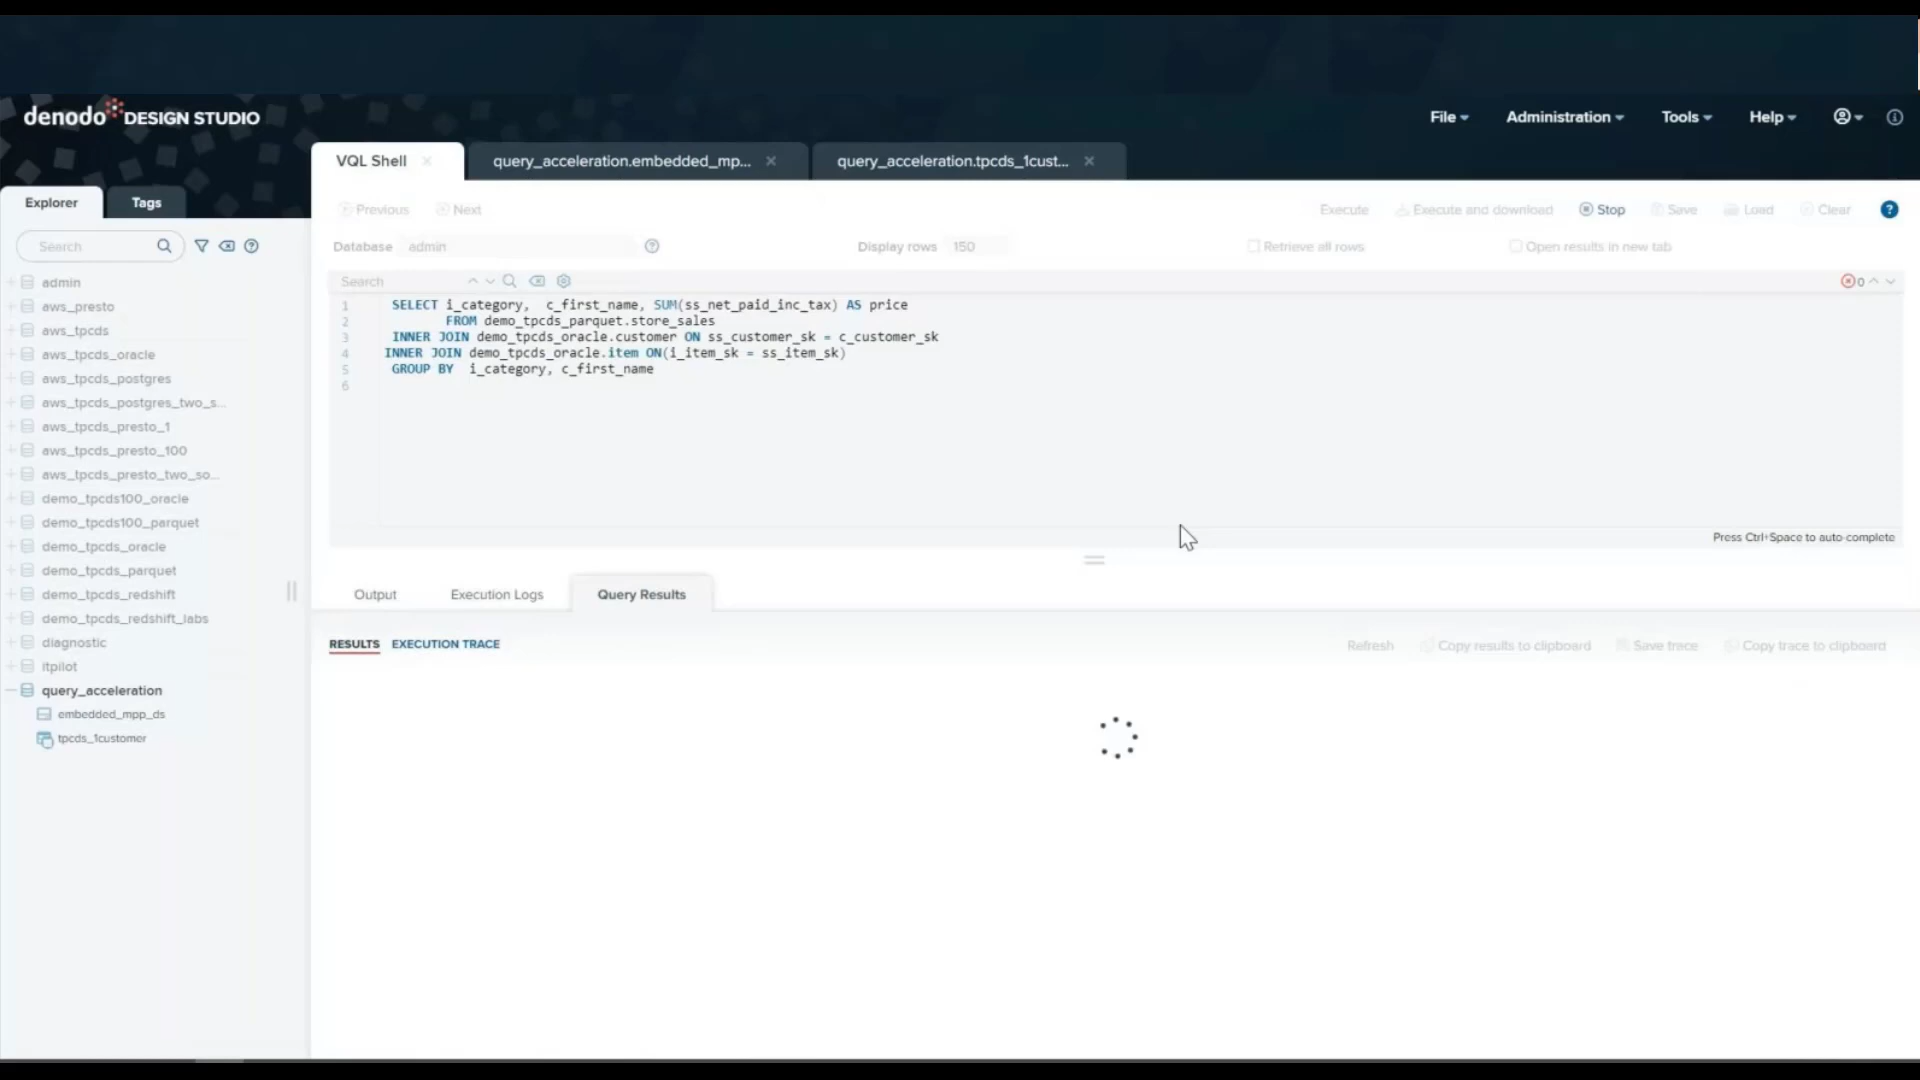 denodo DESIGN STUDIO
File
Administration
Tools
Help
VQL Shell
query_acceleration.embedded_mp...
query_acceleration.tpcds_1cust...
Explorer
Tags
Search
admin
aws_presto
aws_tpcds
aws_tpcds_oracle
aws_tpcds_postgres
aws_tpcds_postgres_two_s...
aws_tpcds_presto_1
aws_tpcds_presto_100
aws_tpcds_presto_two_so...
demo_tpcds100_oracle
demo_tpcds100_parquet
demo_tpcds_oracle
demo_tpcds_parquet
demo_tpcds_redshift
demo_tpcds_redshift_labs
diagnostic
itpilot
query_acceleration
embedded_mpp_ds
tpcds_1customer
Previous
Next
Execute
Execute and download
Stop
Save
Load
Clear
Database admin
Display rows 150
Retrieve all rows
Open results in new tab
Search
0
1 SELECT i_category, c_first_name, SUM(ss_net_paid_inc_tax) AS price
2 FROM demo_tpcds_parquet.store_sales
3 INNER JOIN demo_tpcds_oracle.customer ON ss_customer_sk = c_customer_sk
4 INNER JOIN demo_tpcds_oracle.item ON(i_item_sk = ss_item_sk)
5 GROUP BY i_category, c_first_name
6
Press Ctrl+Space to auto-complete
Output
Execution Logs
Query Results
RESULTS
EXECUTION TRACE
Refresh
Copy results to clipboard
Save trace
Copy trace to clipboard